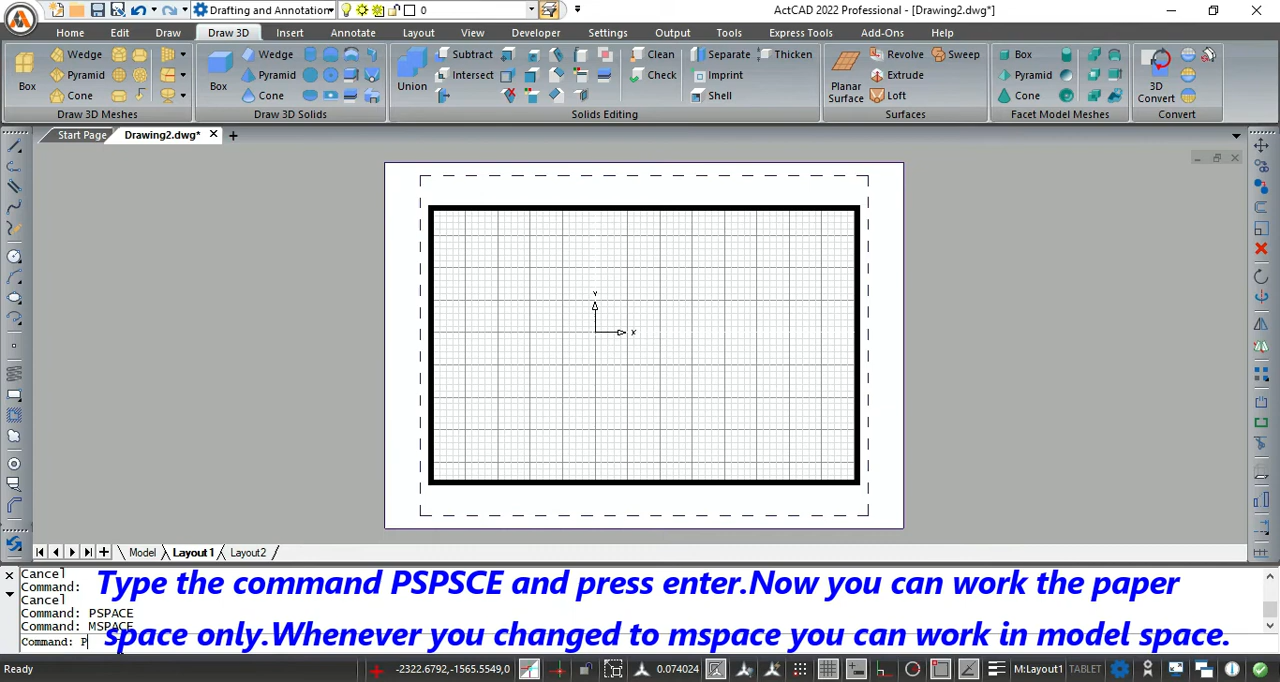 Drafting and Annotation
0
ActCAD 2022 Professional - [Drawing2.dwg*]
Home Edit Draw Draw 3D Insert Annotate Layout View Developer Settings Output Tools Express Tools Add-Ons Help
Box
Wedge
Pyramid
Cone
Draw 3D Meshes
Box
Wedge
Pyramid
Cone
Draw 3D Solids
Union
Subtract
Intersect
Clean
Check
Separate
Imprint
Shell
Thicken
Solids Editing
Planar
Surface
Revolve
Extrude
Loft
Sweep
Surfaces
Box
Pyramid
Cone
Facet Model Meshes
3D
Convert
Convert
Start Page Drawing2.dwg*
Y
X
Model Layout1 Layout2
Cancel
Command:
Cancel
Command: PSPACE
Command: MSPACE
Command: P
Type the command PSPSCE and press enter.Now you can work the paper
space only.Whenever you changed to mspace you can work in model space.
Ready
-2322.6792,-1565.5549,0
0.074024
M:Layout1
TABLET